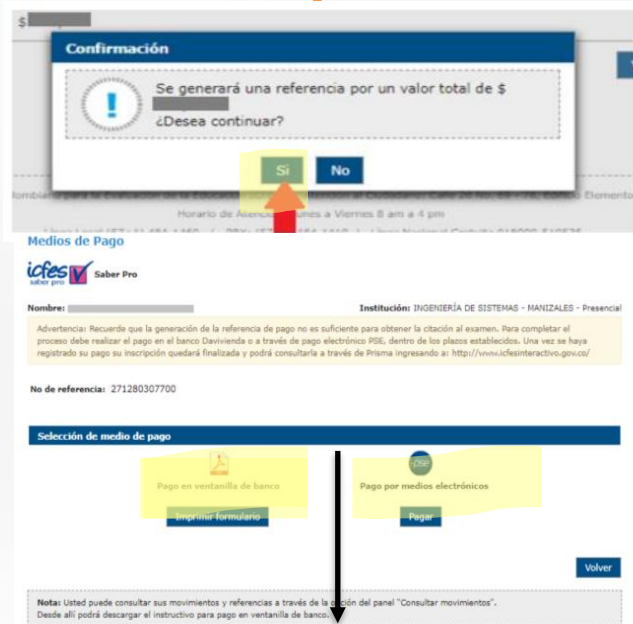 $
Confirmación
Se generará una referencia por un valor total de $
¿Desea continuar?
Si
No
Horario de Atención: Lunes a Viernes 8 am a 4 pm
Medios de Pago
icfes
saber pro
Saber Pro
Nombre:
Institución: INGENIERÍA DE SISTEMAS - MANIZALES - Presencial
Advertencia: Recuerde que la generación de la referencia de pago no es suficiente para obtener la citación al examen. Para completar el
proceso debe realizar el pago en el banco Davivienda o a través de pago electrónico PSE, dentro de los plazos establecidos. Una vez se haya
registrado su pago su inscripción quedará finalizada y podrá consultarla a través de Prisma ingresando a: http://www.icfesinteractivo.gov.co/
No de referencia: 271280307700
Selección de medio de pago
pse
Pago en ventanilla de banco
Pago por medios electrónicos
Imprimir formulario
Pagar
Volver
Nota: Usted puede consultar sus movimientos y referencias a través de la opción del panel "Consultar movimientos".
Desde allí podrá descargar el instructivo para pago en ventanilla de banco.